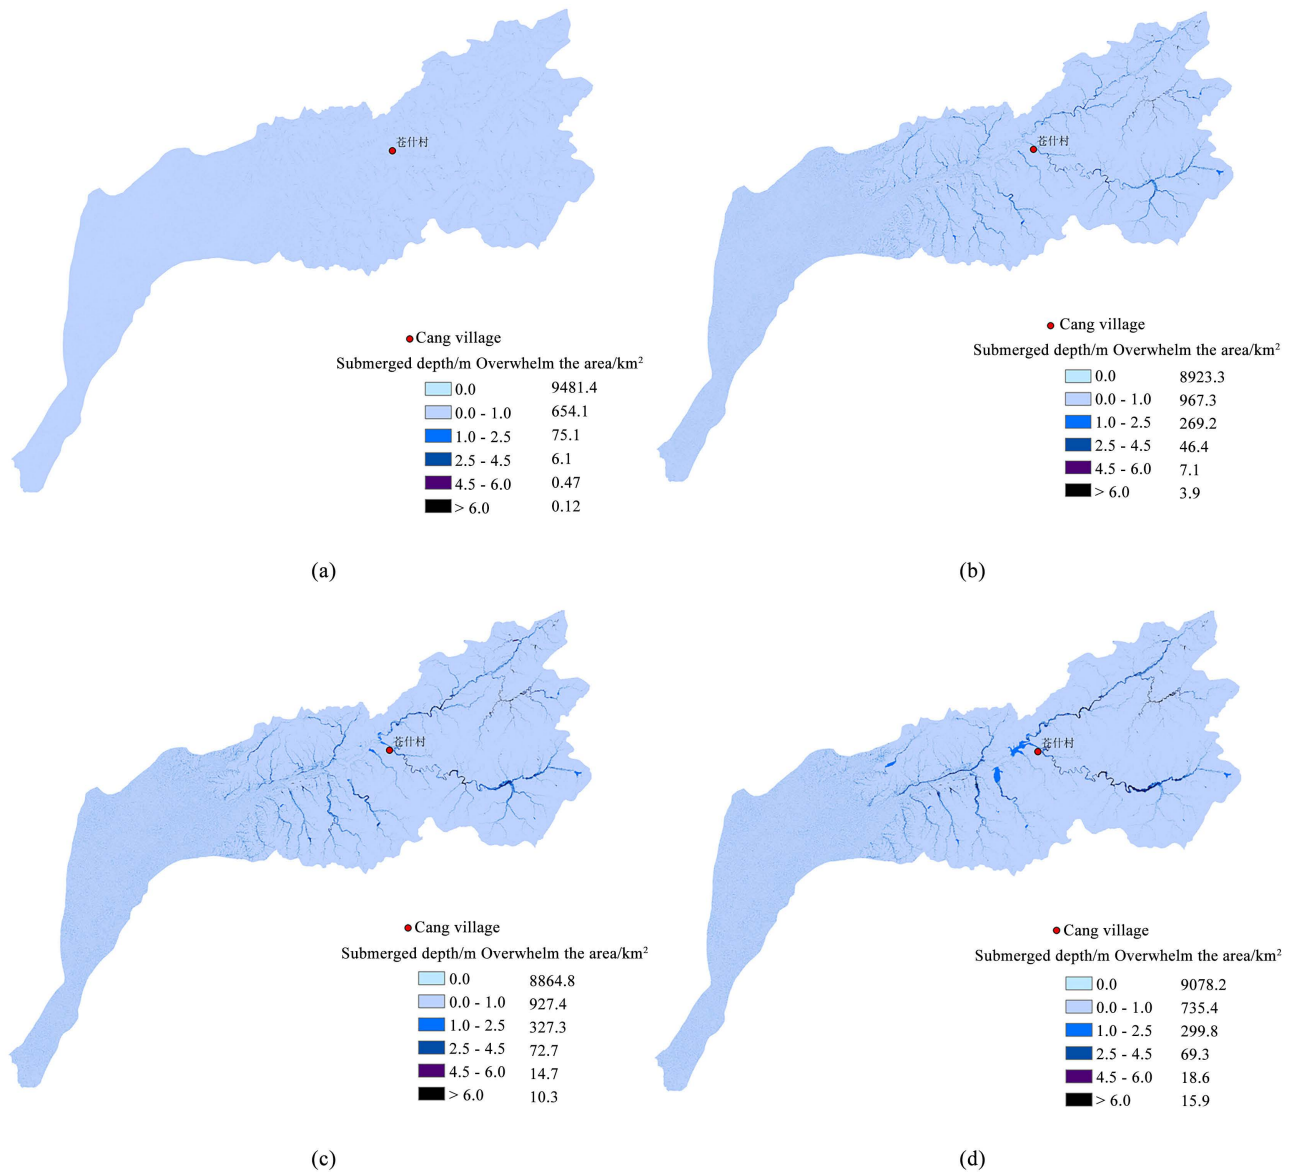 苍什村
Cang village
Submerged depth/m Overwhelm the area/km²
0.0 9481.4
0.0 - 1.0 654.1
1.0 - 2.5 75.1
2.5 - 4.5 6.1
4.5 - 6.0 0.47
> 6.0 0.12
(a)
苍什村
Cang village
Submerged depth/m Overwhelm the area/km²
0.0 8923.3
0.0 - 1.0 967.3
1.0 - 2.5 269.2
2.5 - 4.5 46.4
4.5 - 6.0 7.1
> 6.0 3.9
(b)
苍什村
Cang village
Submerged depth/m Overwhelm the area/km²
0.0 8864.8
0.0 - 1.0 927.4
1.0 - 2.5 327.3
2.5 - 4.5 72.7
4.5 - 6.0 14.7
> 6.0 10.3
(c)
苍什村
Cang village
Submerged depth/m Overwhelm the area/km²
0.0 9078.2
0.0 - 1.0 735.4
1.0 - 2.5 299.8
2.5 - 4.5 69.3
4.5 - 6.0 18.6
> 6.0 15.9
(d)